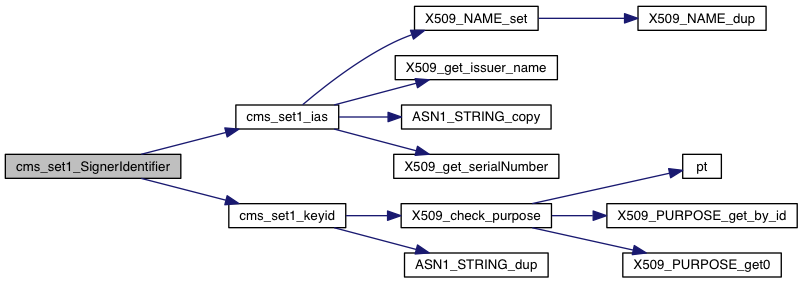 X509_NAME_set
X509_NAME_dup
X509_get_issuer_name
cms_set1_ias
ASN1_STRING_copy
cms_set1_SignerIdentifier
X509_get_serialNumber
pt
cms_set1_keyid
X509_check_purpose
X509_PURPOSE_get_by_id
ASN1_STRING_dup
X509_PURPOSE_get0